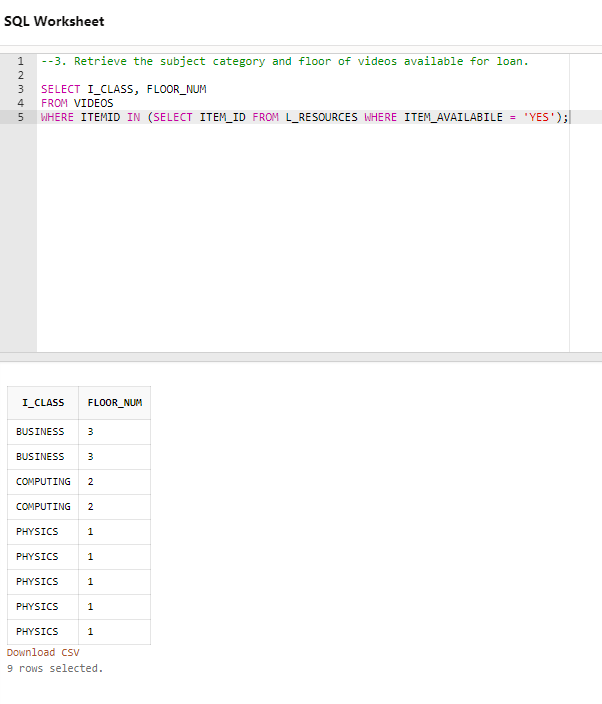 SQL Worksheet
1 --3. Retrieve the subject category and floor of videos available for loan.
2
3 SELECT I_CLASS, FLOOR_NUM
4 FROM VIDEOS
5 WHERE ITEMID IN (SELECT ITEM_ID FROM L_RESOURCES WHERE ITEM_AVAILABILE = 'YES');
I_CLASS FLOOR_NUM
BUSINESS 3
BUSINESS 3
COMPUTING 2
COMPUTING 2
PHYSICS 1
PHYSICS 1
PHYSICS 1
PHYSICS 1
PHYSICS 1
Download CSV
9 rows selected.